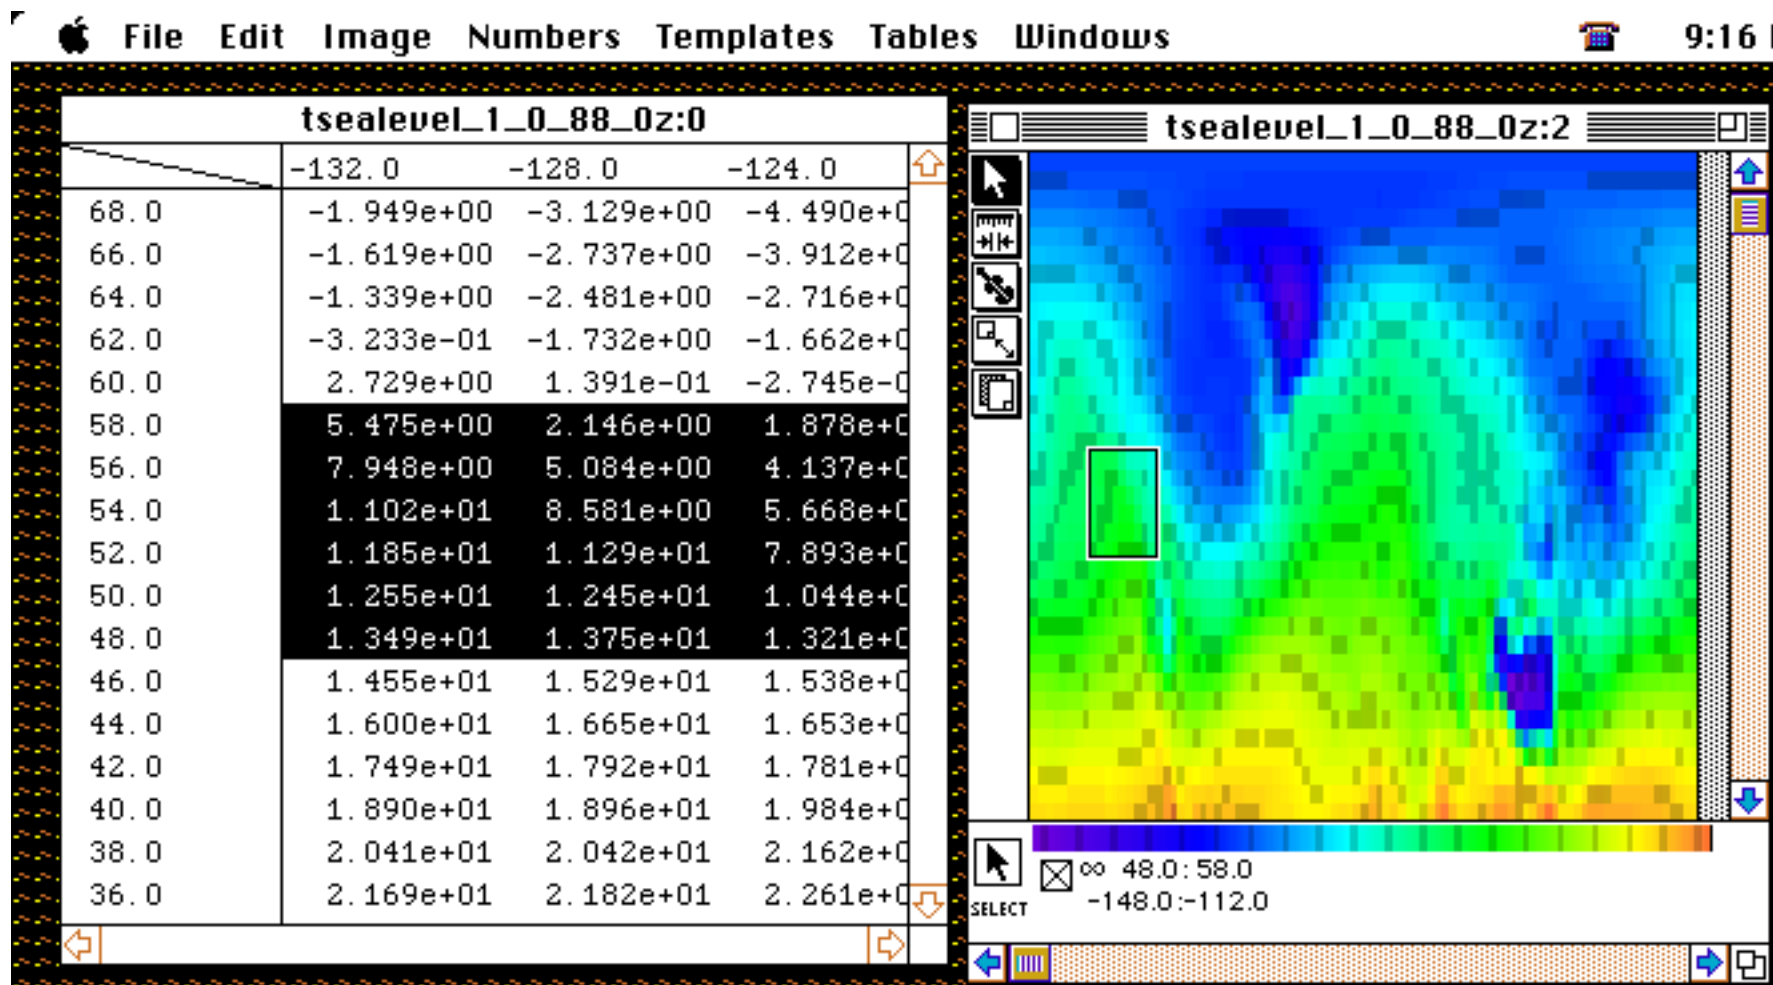 File Edit Image Numbers Templates Tables Windows 9:16
tsealevel_1_0_88_0z:0
-132.0 -128.0 -124.0
68.0 -1.949e+00 -3.129e+00 -4.490e+0
66.0 -1.619e+00 -2.737e+00 -3.912e+0
64.0 -1.339e+00 -2.481e+00 -2.716e+0
62.0 -3.233e-01 -1.732e+00 -1.662e+0
60.0 2.729e+00 1.391e-01 -2.745e-0
58.0 5.475e+00 2.146e+00 1.878e+0
56.0 7.948e+00 5.084e+00 4.137e+0
54.0 1.102e+01 8.581e+00 5.668e+0
52.0 1.185e+01 1.129e+01 7.893e+0
50.0 1.255e+01 1.245e+01 1.044e+0
48.0 1.349e+01 1.375e+01 1.321e+0
46.0 1.455e+01 1.529e+01 1.538e+0
44.0 1.600e+01 1.665e+01 1.653e+0
42.0 1.749e+01 1.792e+01 1.781e+0
40.0 1.890e+01 1.896e+01 1.984e+0
38.0 2.041e+01 2.042e+01 2.162e+0
36.0 2.169e+01 2.182e+01 2.261e+0
tsealevel_1_0_88_0z:2
∞ 48.0:58.0
-148.0:-112.0
SELECT